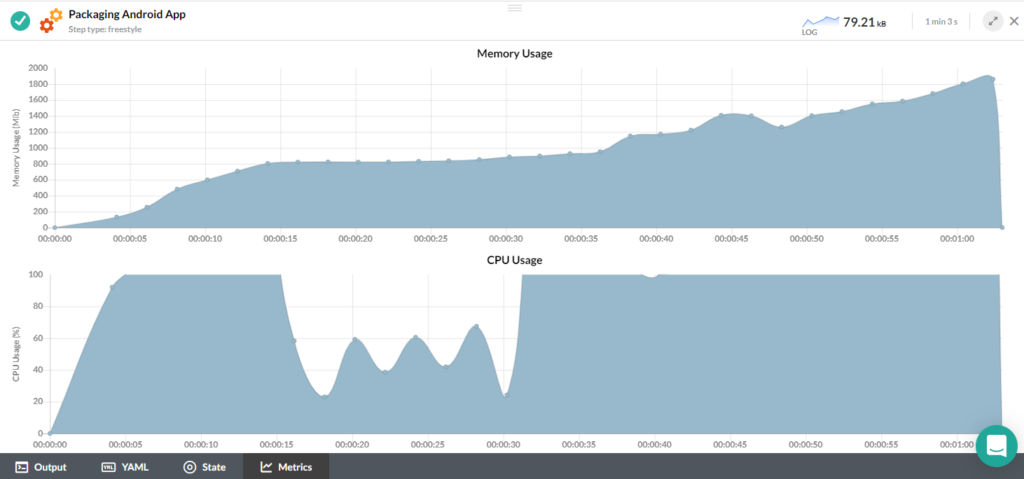 Packaging Android App
Step type: freestyle
LOG
79.21 kB
1 min 3 s
Memory Usage
Memory Usage (Mib)
2000
1800
1600
1400
1200
1000
800
600
400
200
0
00:00:00 00:00:05 00:00:10 00:00:15 00:00:20 00:00:25 00:00:30 00:00:35 00:00:40 00:00:45 00:00:50 00:00:55 00:01:00
CPU Usage
CPU Usage (%)
100
80
60
40
20
0
00:00:00 00:00:05 00:00:10 00:00:15 00:00:20 00:00:25 00:00:30 00:00:35 00:00:40 00:00:45 00:00:50 00:00:55 00:01:00
Output YAML State Metrics